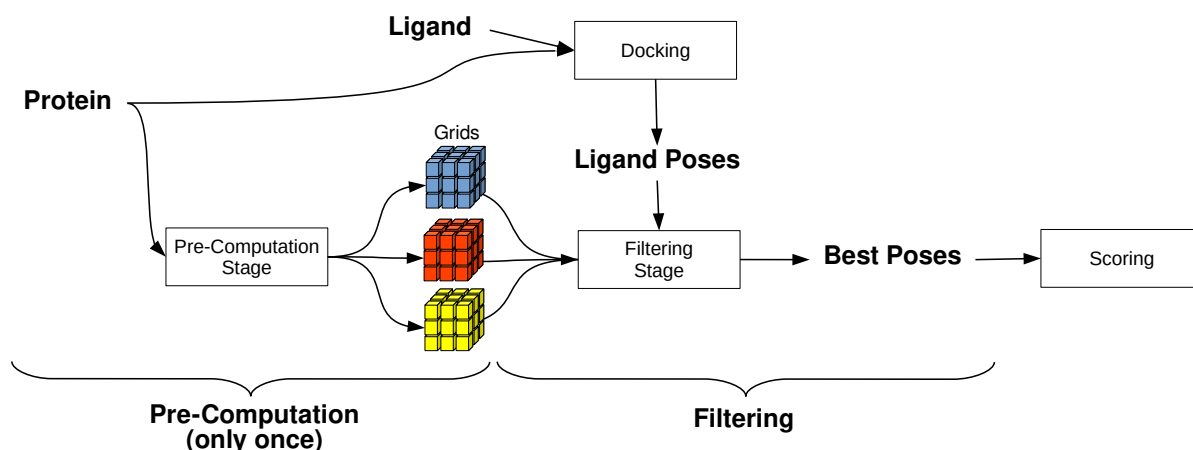 Ligand
Docking
Protein
Grids
Ligand Poses
Pre-Computation
Stage
Filtering
Stage
Best Poses
Scoring
Pre-Computation
(only once)
Filtering